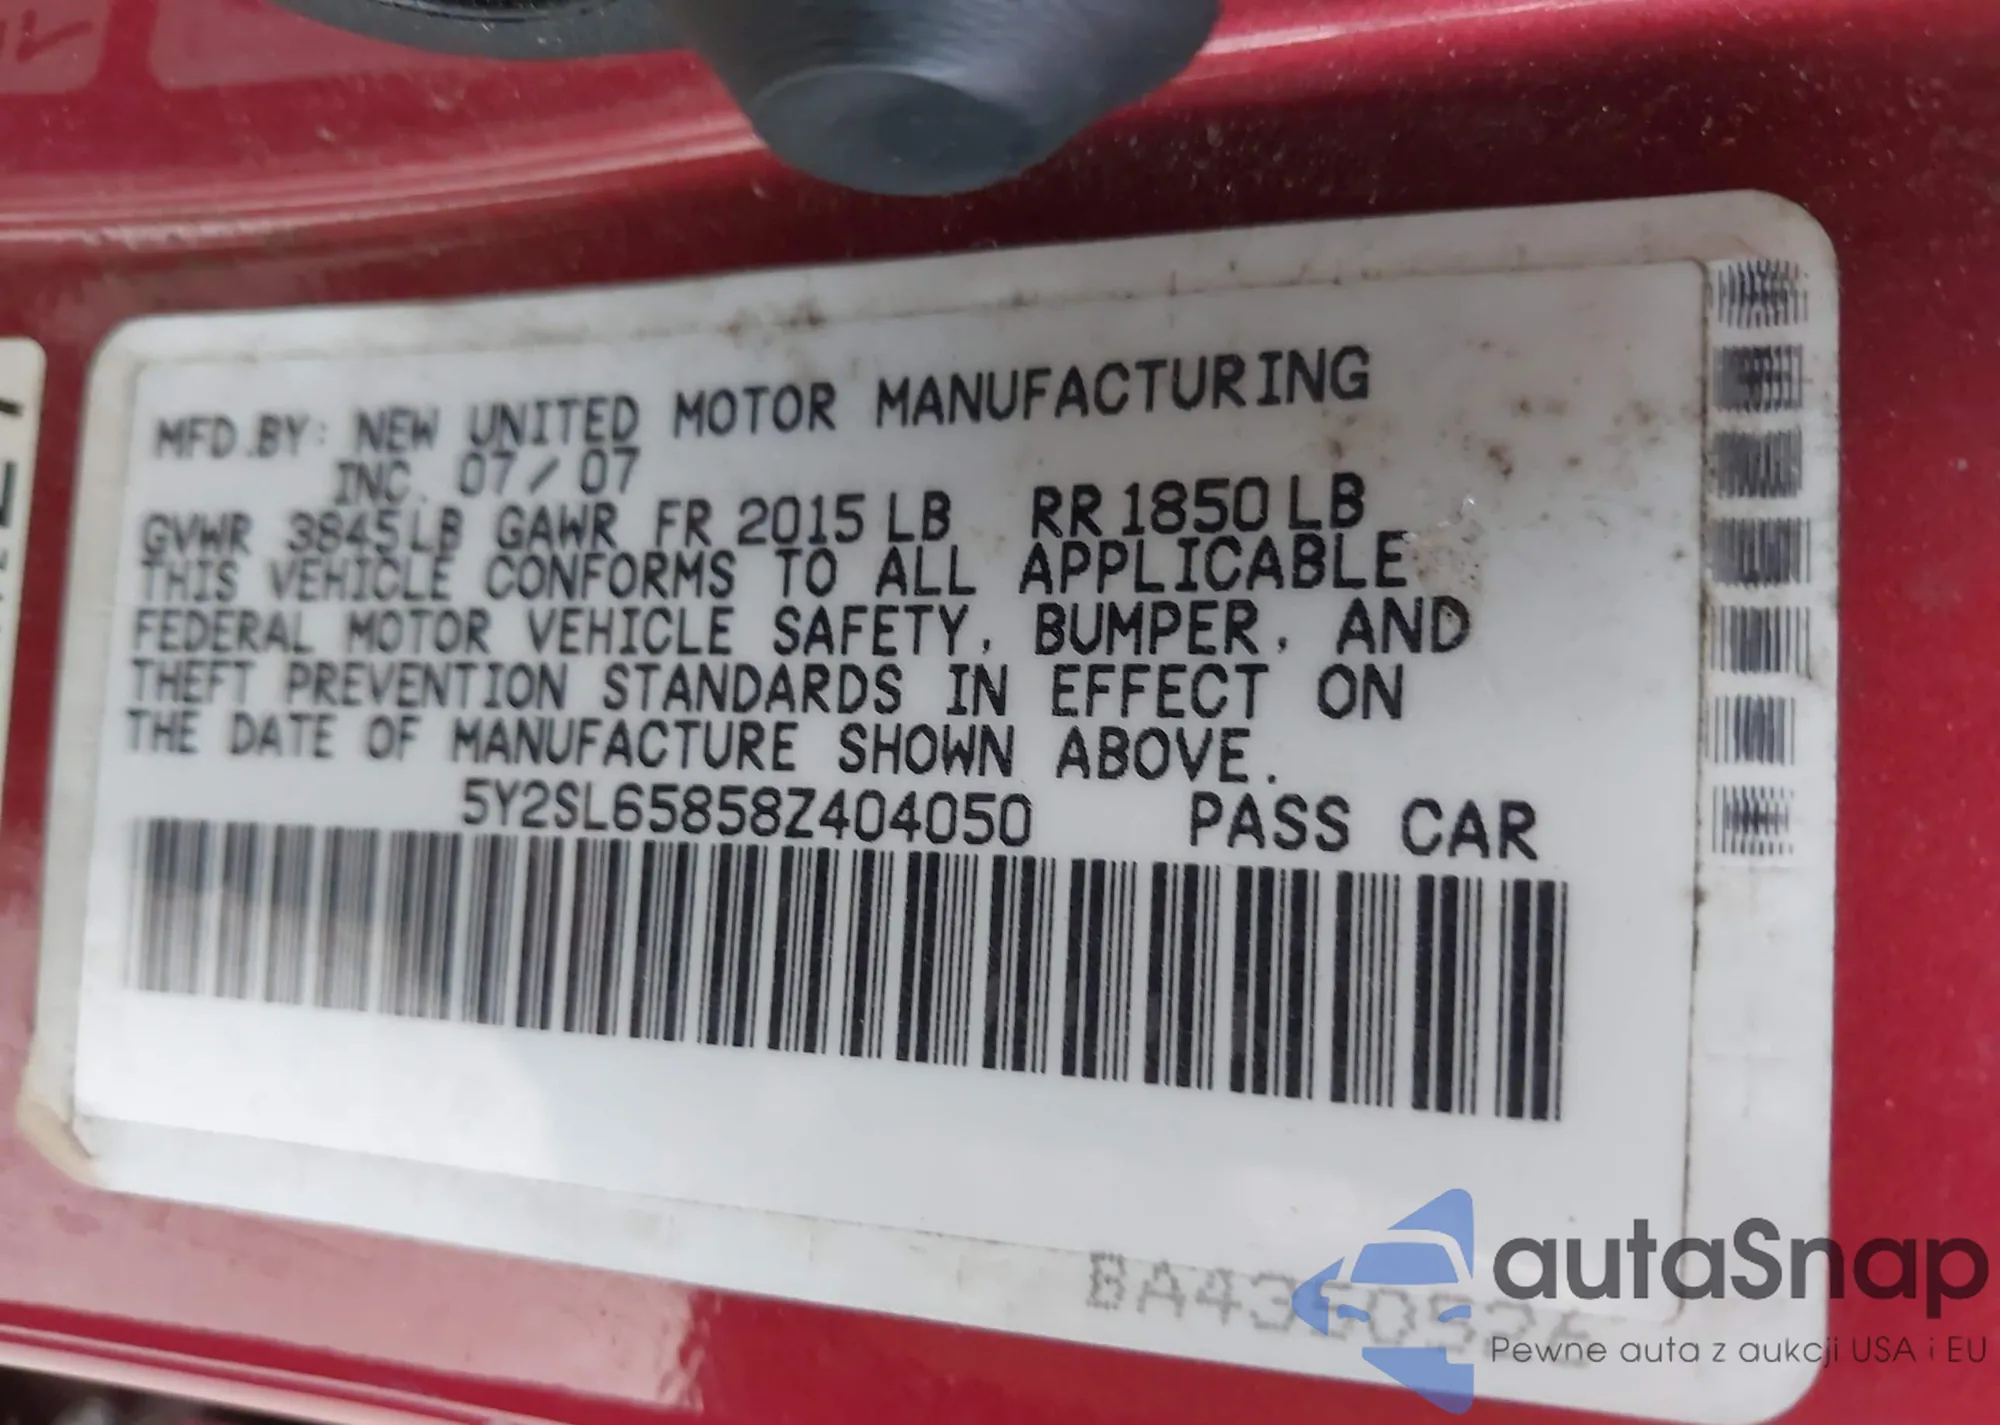 MFD.BY: NEW UNITED MOTOR MANUFACTURING
INC. 07/07
GVWR 3845LB GAWR FR 2015 LB RR 1850 LB
THIS VEHICLE CONFORMS TO ALL APPLICABLE
FEDERAL MOTOR VEHICLE SAFETY, BUMPER, AND
THEFT PREVENTION STANDARDS IN EFFECT ON
THE DATE OF MANUFACTURE SHOWN ABOVE.
5Y2SL65858Z404050 PASS CAR
autaSnap
Pewne auta z aukcji USA i EU